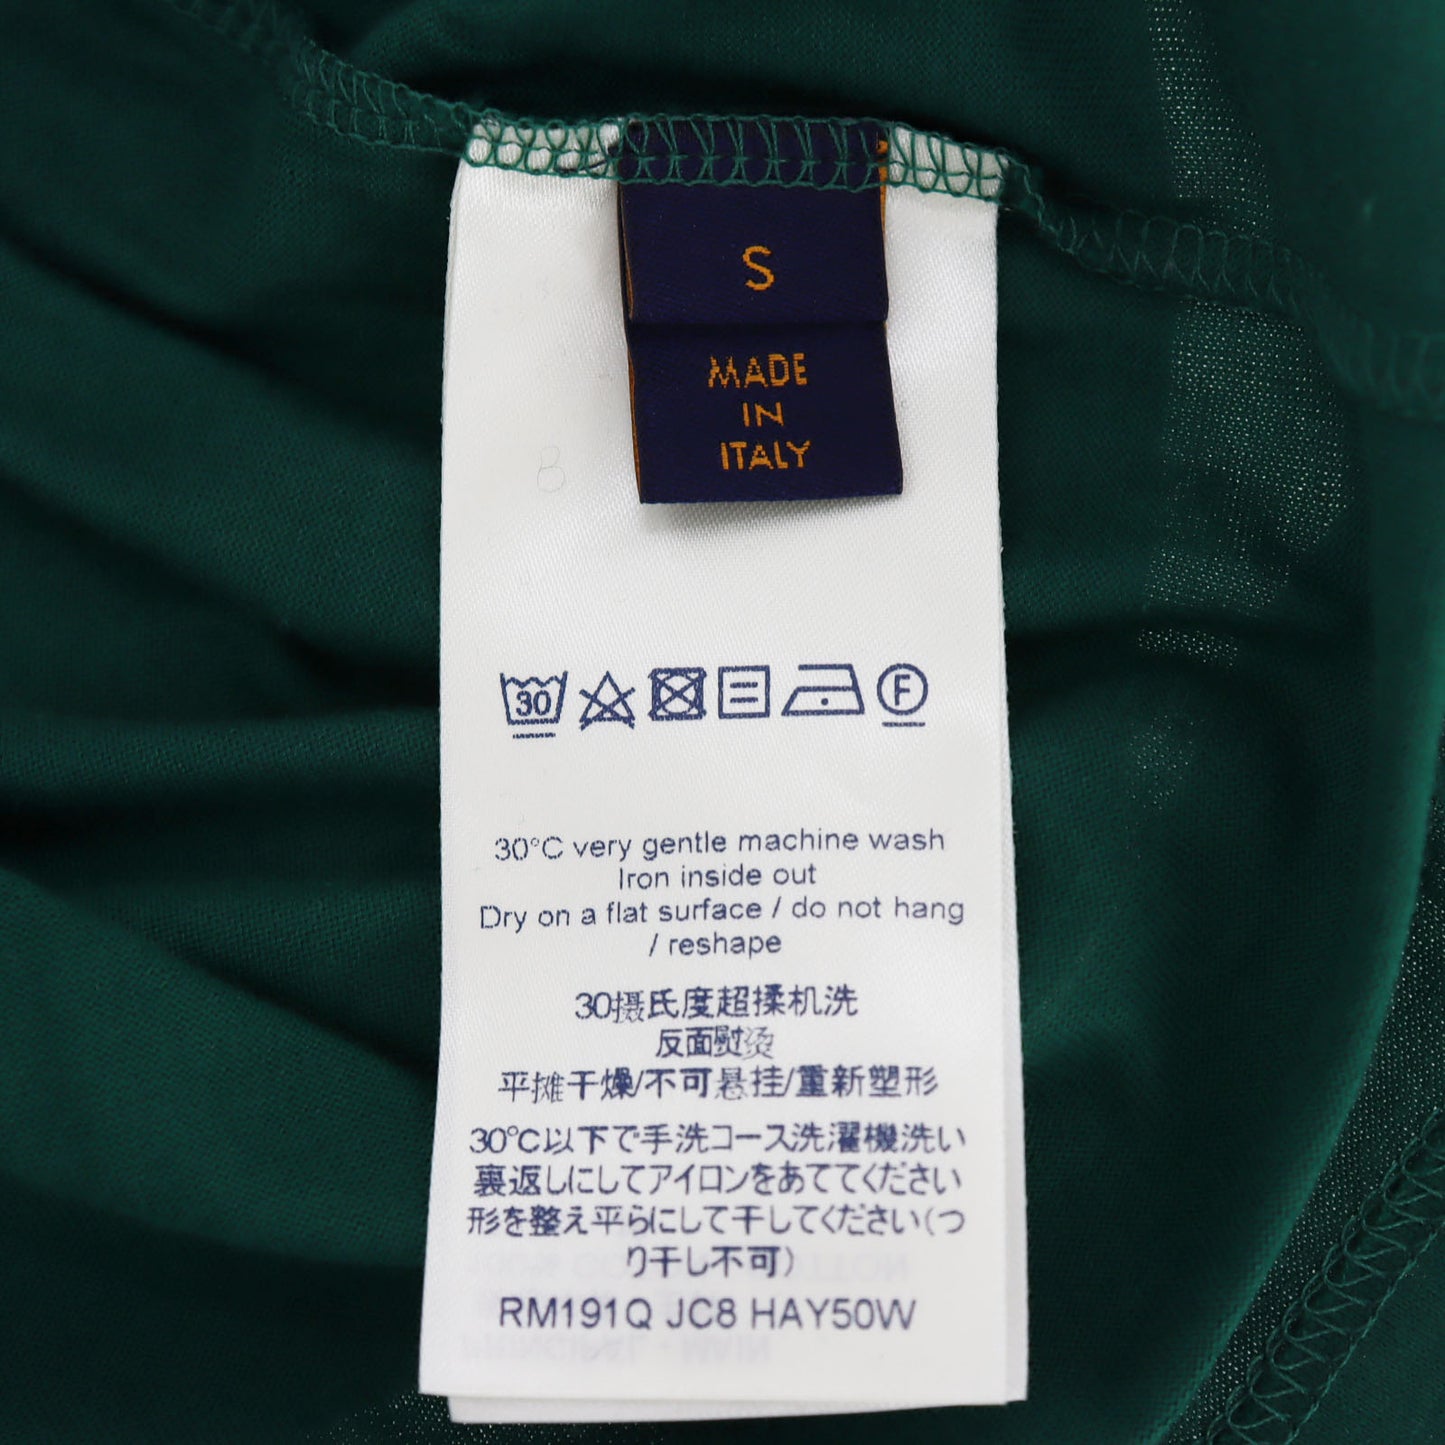 S
MADE
IN
ITALY
30
F
30°C very gentle machine wash
Iron inside out
Dry on a flat surface / do not hang
/ reshape
30摄氏度超揉机洗
反面熨烫
平摊干燥/不可悬挂/重新塑形
30℃以下で手洗コース洗濯機洗い
裏返しにしてアイロンをあててください
形を整え平らにして干してください(つ
り干し不可)
RM191Q JC8 HAY50W